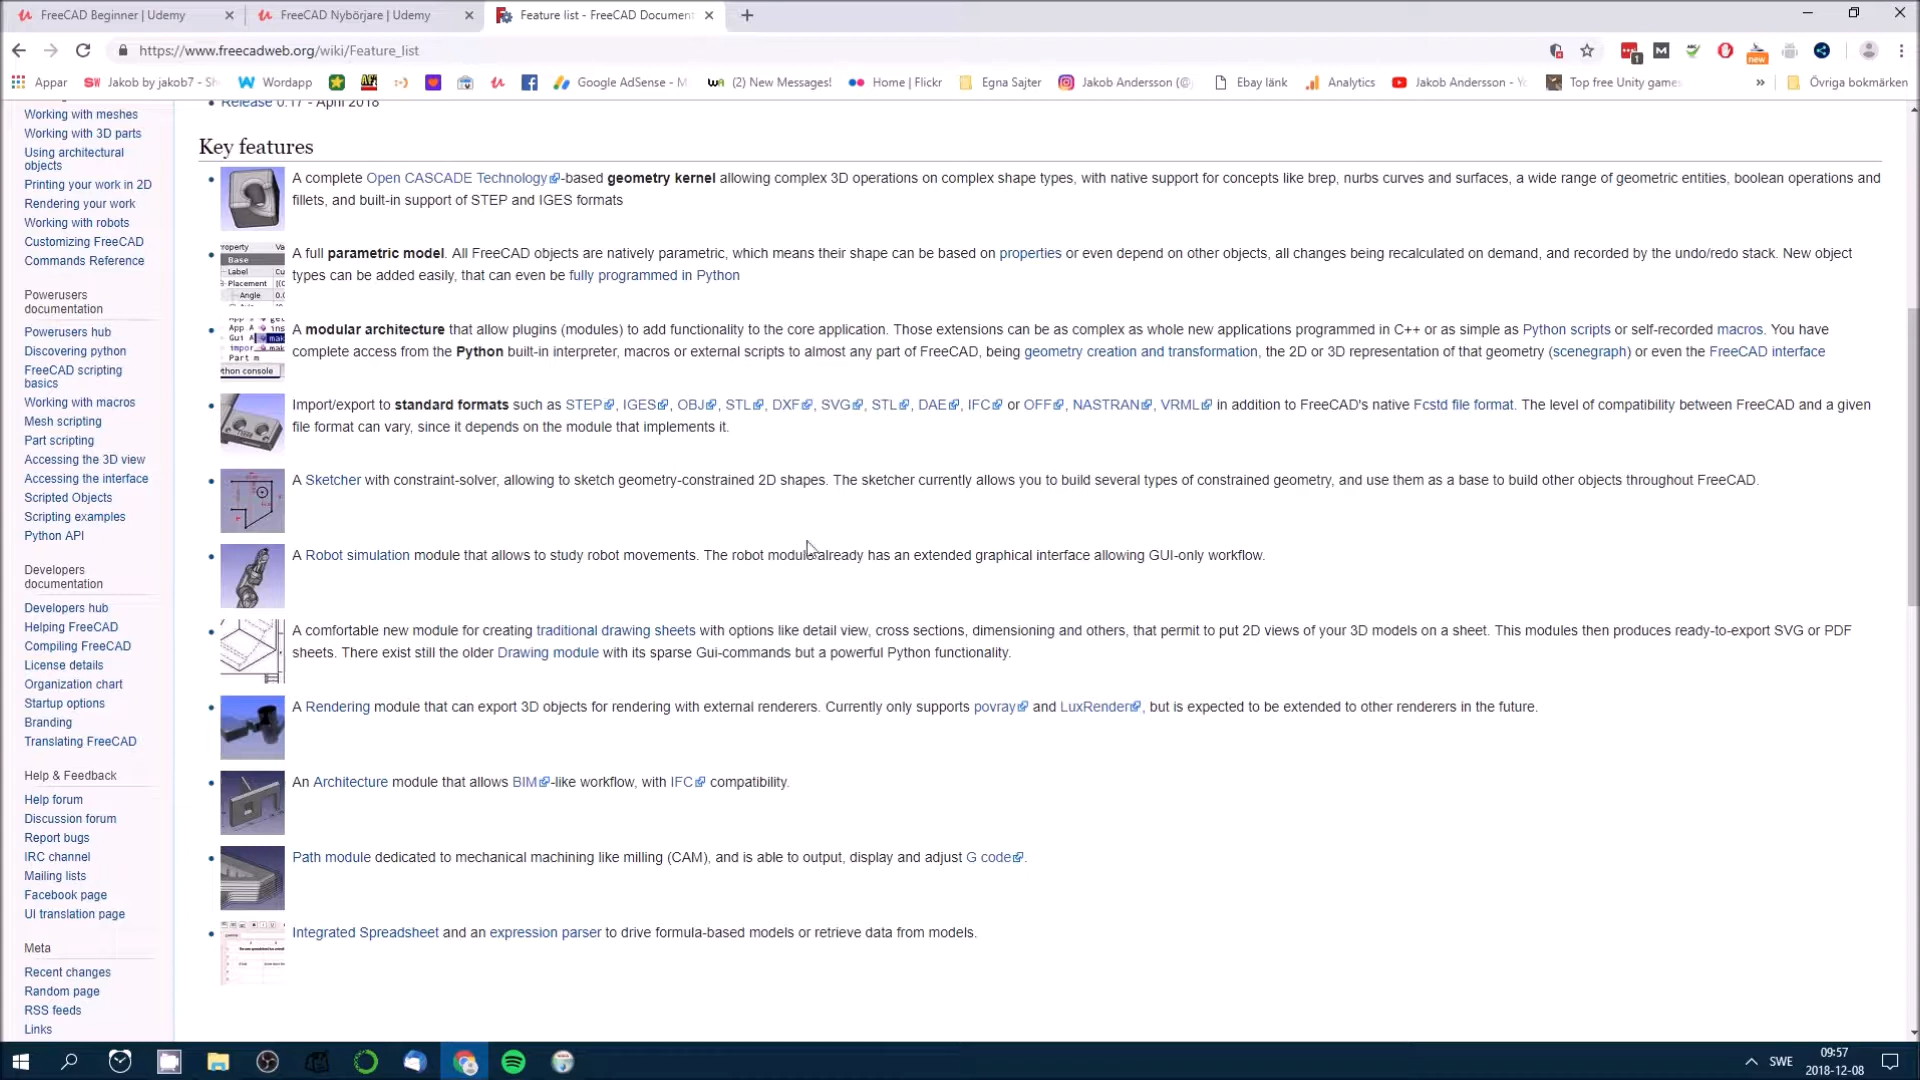 FreeCAD Beginner | Udemy
FreeCAD Nybörjare | Udemy
Feature list - FreeCAD Document
https://www.freecadweb.org/wiki/Feature_list
1
new
Appar
Jakob by jakob7 - Sh
Wordapp
Google AdSense - M
(2) New Messages!
Home | Flickr
Egna Sajter
Jakob Andersson (@
Ebay länk
Analytics
Jakob Andersson - Yo
Top free Unity games
»
Övriga bokmärken
Release 0.17 - April 2018
Working with meshes
Working with 3D parts
Using architectural
objects
Printing your work in 2D
Rendering your work
Working with robots
Customizing FreeCAD
Commands Reference
Powerusers
documentation
Powerusers hub
Discovering python
FreeCAD scripting
basics
Working with macros
Mesh scripting
Part scripting
Accessing the 3D view
Accessing the interface
Scripted Objects
Scripting examples
Python API
Developers
documentation
Developers hub
Helping FreeCAD
Compiling FreeCAD
License details
Organization chart
Startup options
Branding
Translating FreeCAD
Help & Feedback
Help forum
Discussion forum
Report bugs
IRC channel
Mailing lists
Facebook page
UI translation page
Meta
Recent changes
Random page
RSS feeds
Links
Key features
A complete Open CASCADE Technology-based geometry kernel allowing complex 3D operations on complex shape types, with native support for concepts like brep, nurbs curves and surfaces, a wide range of geometric entities, boolean operations and
fillets, and built-in support of STEP and IGES formats
Base
Label
Placement
Angle
A full parametric model. All FreeCAD objects are natively parametric, which means their shape can be based on properties or even depend on other objects, all changes being recalculated on demand, and recorded by the undo/redo stack. New object
types can be added easily, that can even be fully programmed in Python
Part m
thon console
A modular architecture that allow plugins (modules) to add functionality to the core application. Those extensions can be as complex as whole new applications programmed in C++ or as simple as Python scripts or self-recorded macros. You have
complete access from the Python built-in interpreter, macros or external scripts to almost any part of FreeCAD, being geometry creation and transformation, the 2D or 3D representation of that geometry (scenegraph) or even the FreeCAD interface
Import/export to standard formats such as STEP, IGES, OBJ, STL, DXF, SVG, STL, DAE, IFC or OFF, NASTRAN, VRML in addition to FreeCAD's native Fcstd file format. The level of compatibility between FreeCAD and a given
file format can vary, since it depends on the module that implements it.
A Sketcher with constraint-solver, allowing to sketch geometry-constrained 2D shapes. The sketcher currently allows you to build several types of constrained geometry, and use them as a base to build other objects throughout FreeCAD.
A Robot simulation module that allows to study robot movements. The robot module already has an extended graphical interface allowing GUI-only workflow.
A comfortable new module for creating traditional drawing sheets with options like detail view, cross sections, dimensioning and others, that permit to put 2D views of your 3D models on a sheet. This modules then produces ready-to-export SVG or PDF
sheets. There exist still the older Drawing module with its sparse Gui-commands but a powerful Python functionality.
A Rendering module that can export 3D objects for rendering with external renderers. Currently only supports povray and LuxRender, but is expected to be extended to other renderers in the future.
An Architecture module that allows BIM-like workflow, with IFC compatibility.
Path module dedicated to mechanical machining like milling (CAM), and is able to output, display and adjust G code.
Integrated Spreadsheet and an expression parser to drive formula-based models or retrieve data from models.
SWE
09:57
2018-12-08